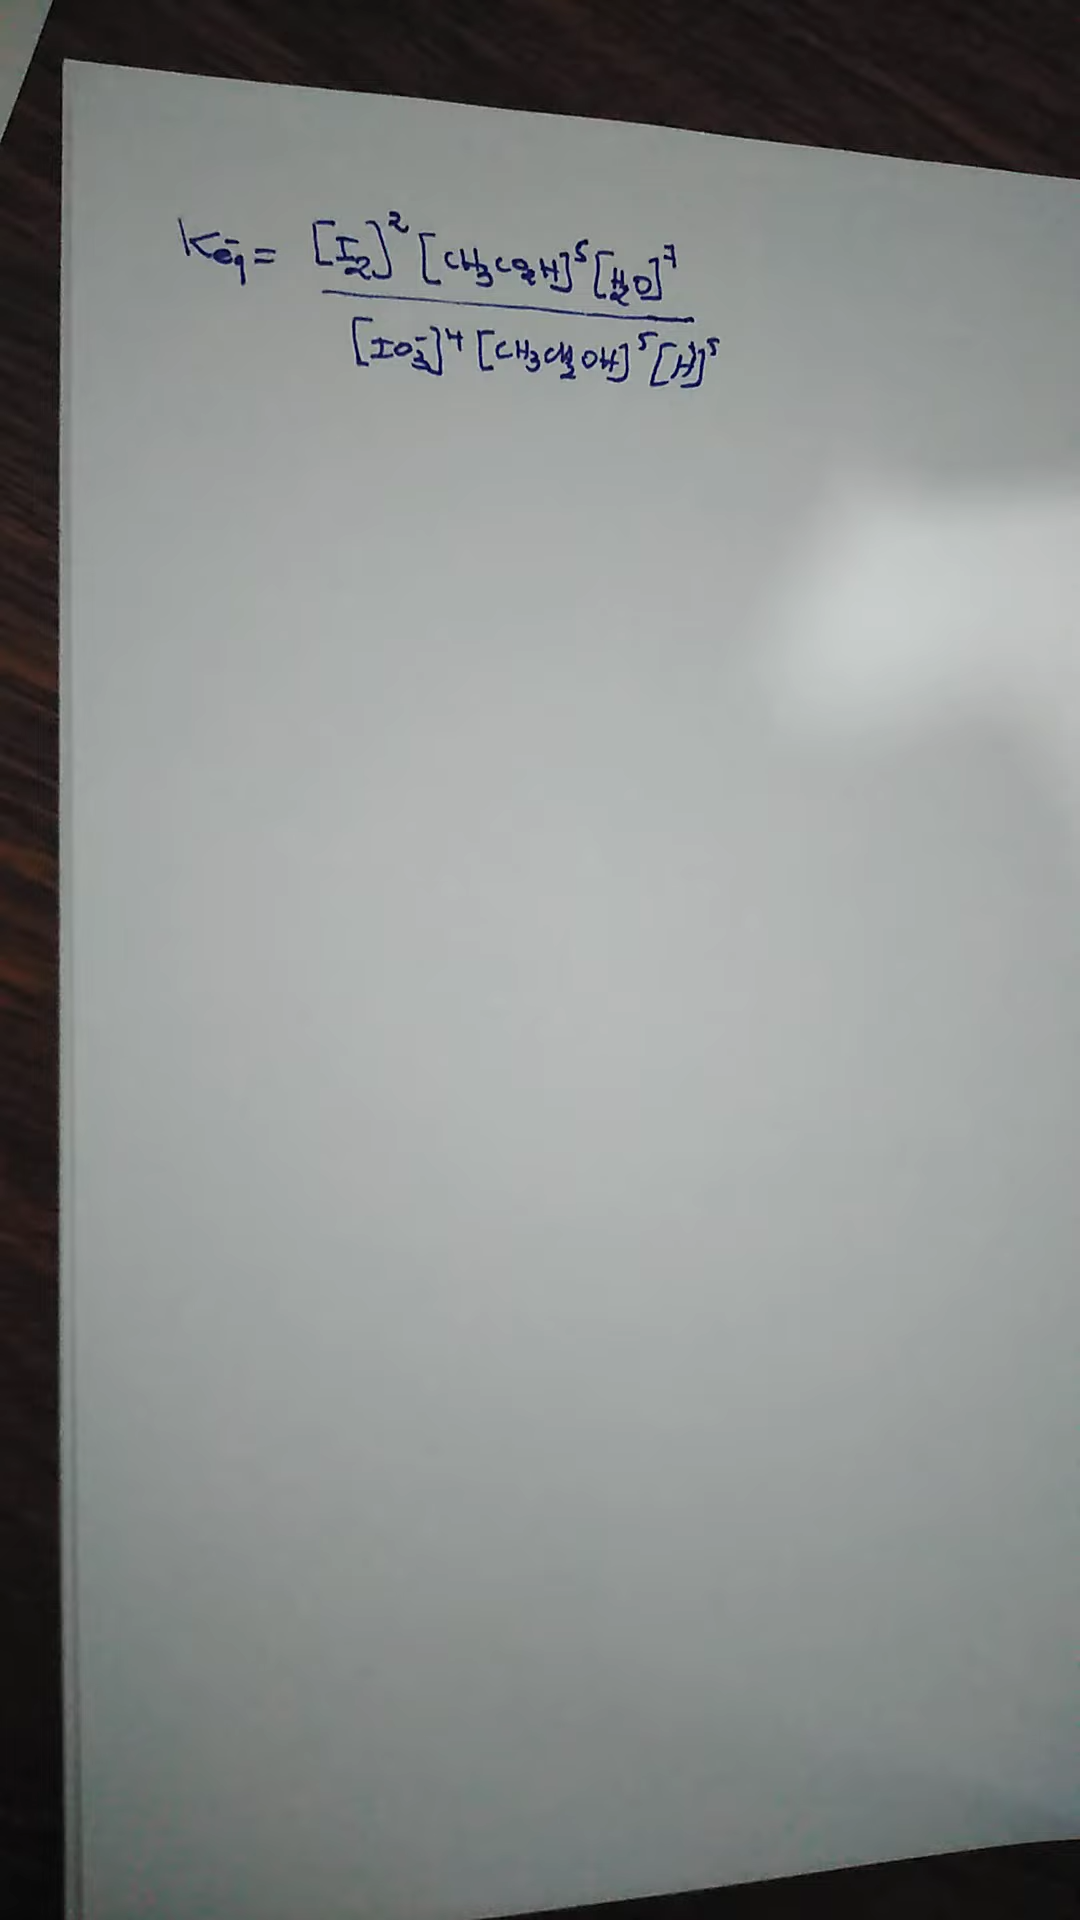 Keq = [I₂]² [CH₃CO₂H]⁵ [H₂O]⁷
[IO₃⁻]⁴ [CH₃CH₂OH]⁵ [H⁺]⁵